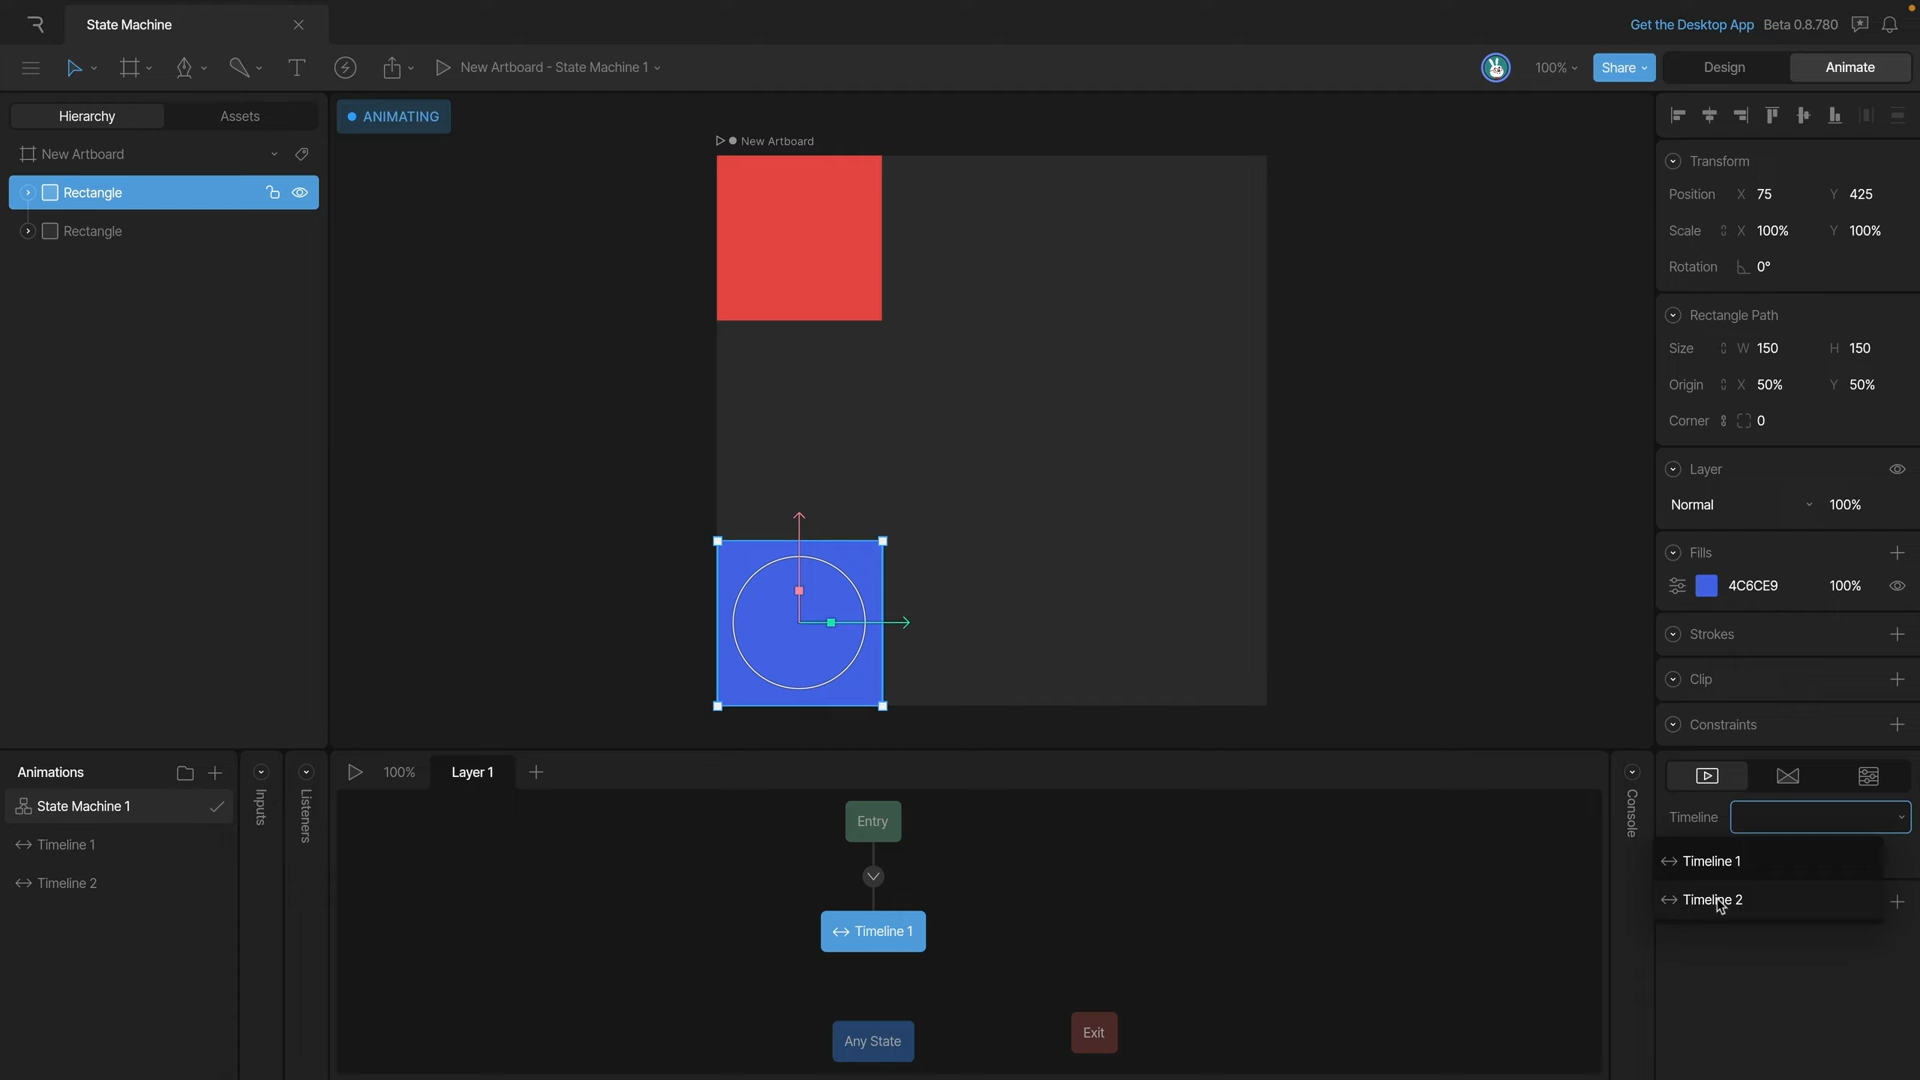 State Machine
Get the Desktop App Beta 0.8.780
New Artboard - State Machine 1
100%
Share
Design
Animate
Hierarchy
Assets
ANIMATING
New Artboard
Rectangle
Rectangle
New Artboard
Transform
Position X 75 Y 425
Scale X 100% Y 100%
Rotation 0°
Rectangle Path
Size W 150 H 150
Origin X 50% Y 50%
Corner 0
Layer
Normal 100%
Fills
4C6CE9 100%
Strokes
Clip
Constraints
Animations
State Machine 1
Timeline 1
Timeline 2
Inputs
Listeners
100%
Layer 1
Entry
Timeline 1
Any State
Exit
Console
Timeline
Timeline 1
Timeline 2